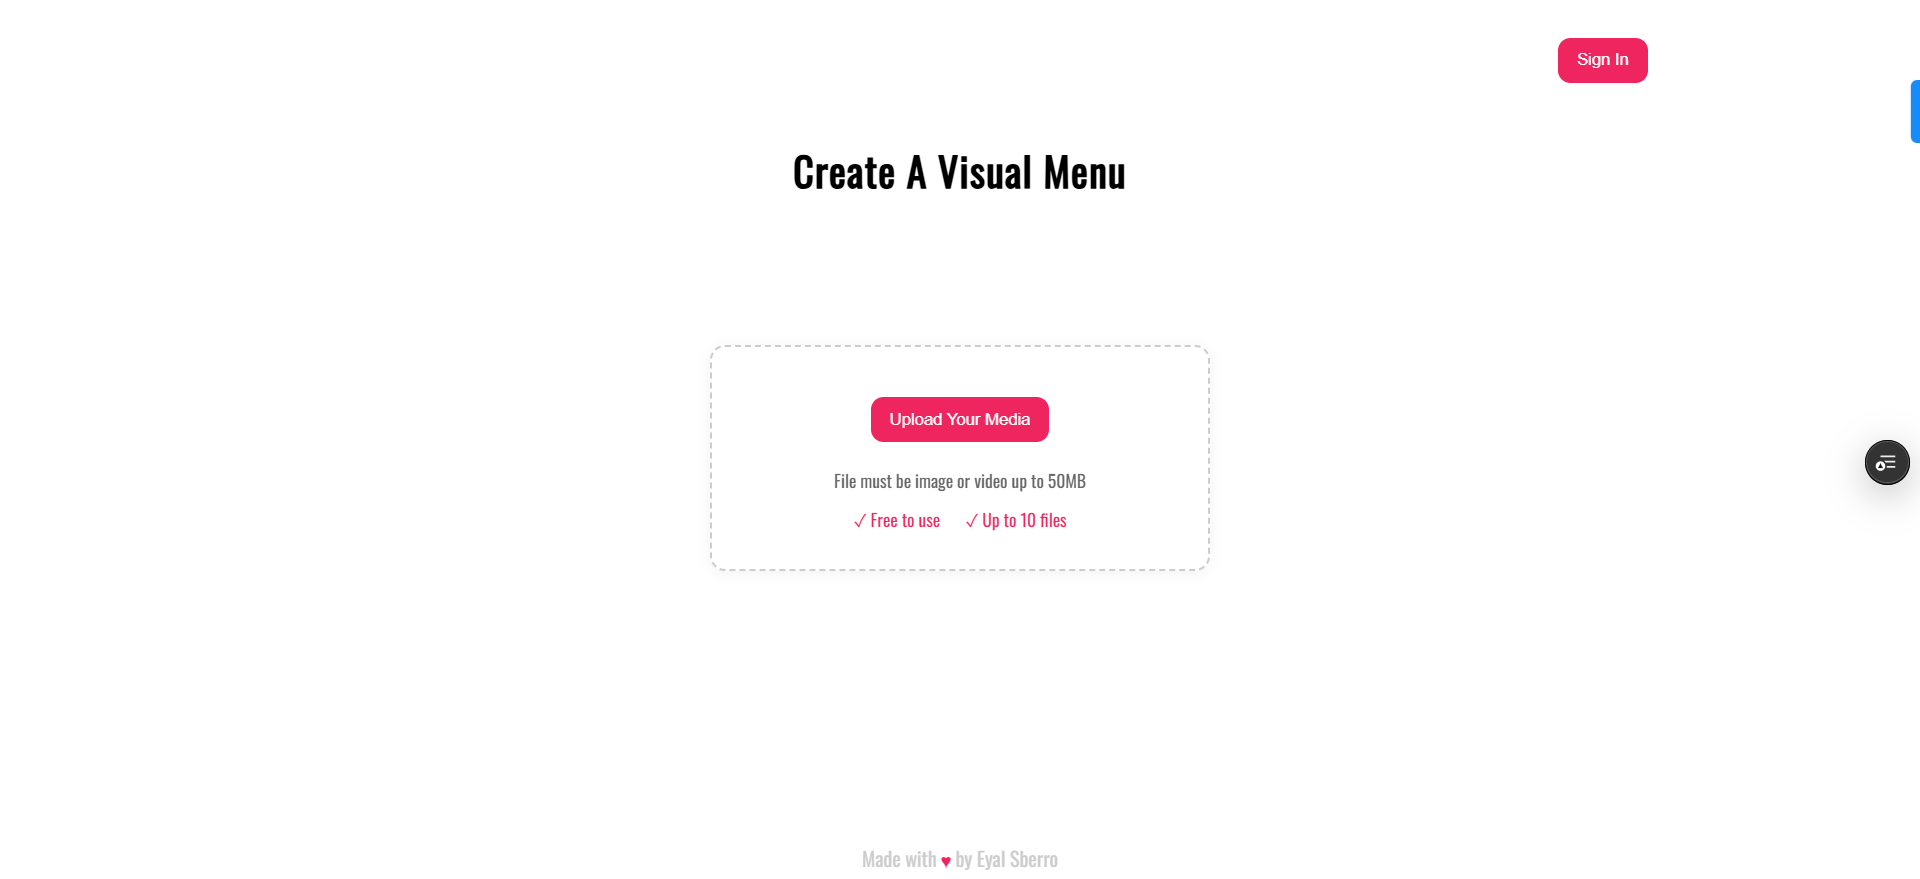 Sign In
Create A Visual Menu
Upload Your Media
File must be image or video up to 50MB
✓ Free to use ✓ Up to 10 files
Made with ♥ by Eyal Sberro